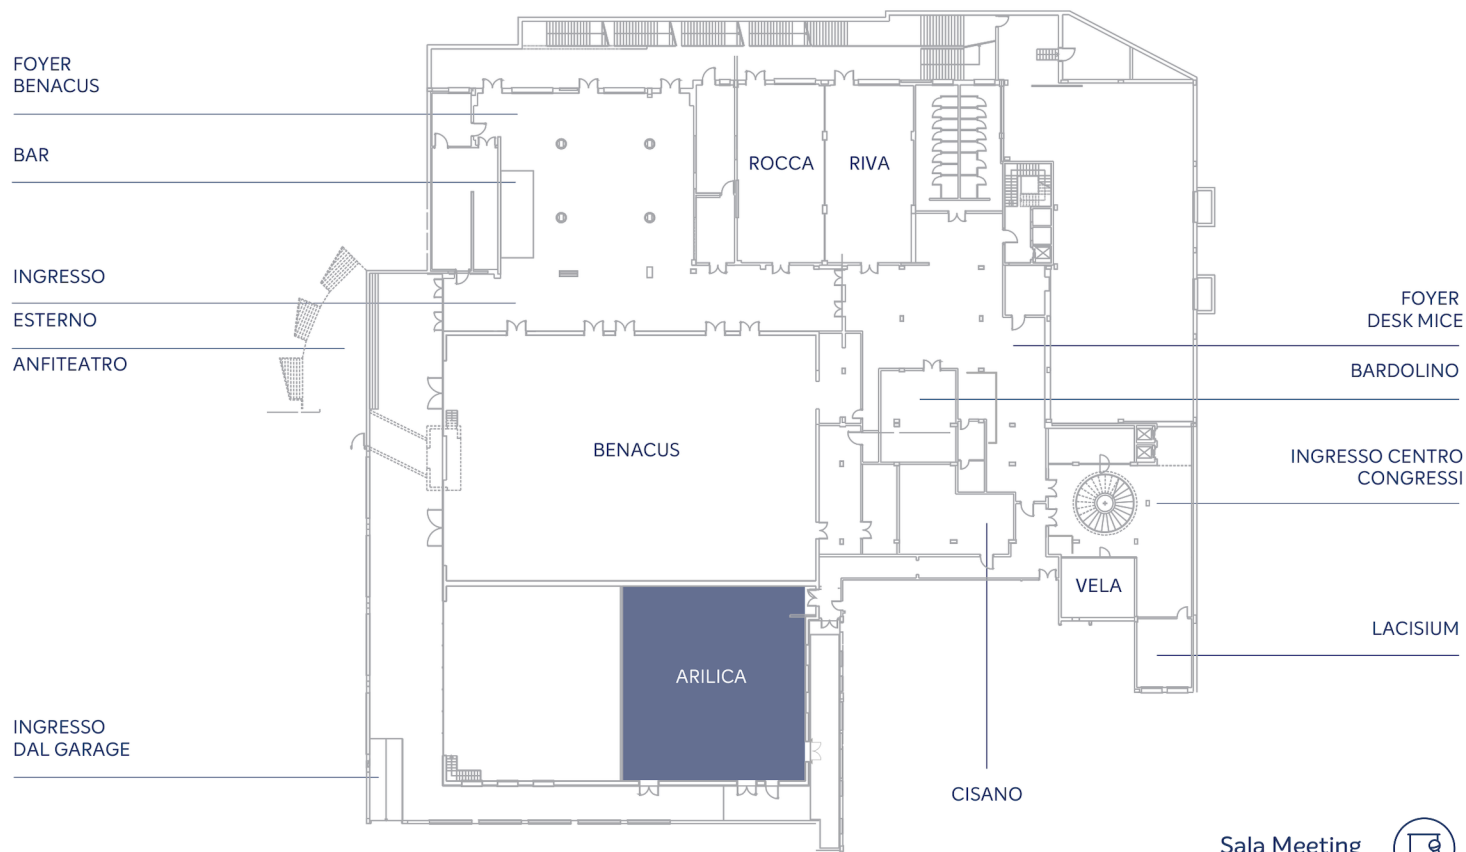 FOYER
BENACUS
BAR
INGRESSO
ESTERNO
ANFITEATRO
INGRESSO
DAL GARAGE
ROCCA
RIVA
BENACUS
ARILICA
VELA
CISANO
FOYER
DESK MICE
BARDOLINO
INGRESSO CENTRO
CONGRESSI
LACISIUM
Sala Meeting